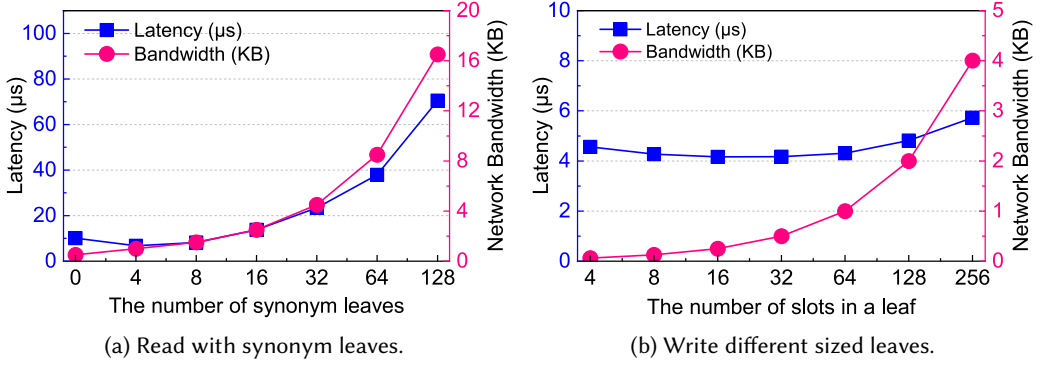 Latency (μs)
Bandwidth (KB)
100
80
60
40
20
0
20
16
12
8
4
0
Latency (μs)
Network Bandwidth (KB)
0 4 8 16 32 64 128
The number of synonym leaves
(a) Read with synonym leaves.
Latency (μs)
Bandwidth (KB)
10
8
6
4
2
0
5
4
3
2
1
0
Latency (μs)
Network Bandwidth (KB)
4 8 16 32 64 128 256
The number of slots in a leaf
(b) Write different sized leaves.